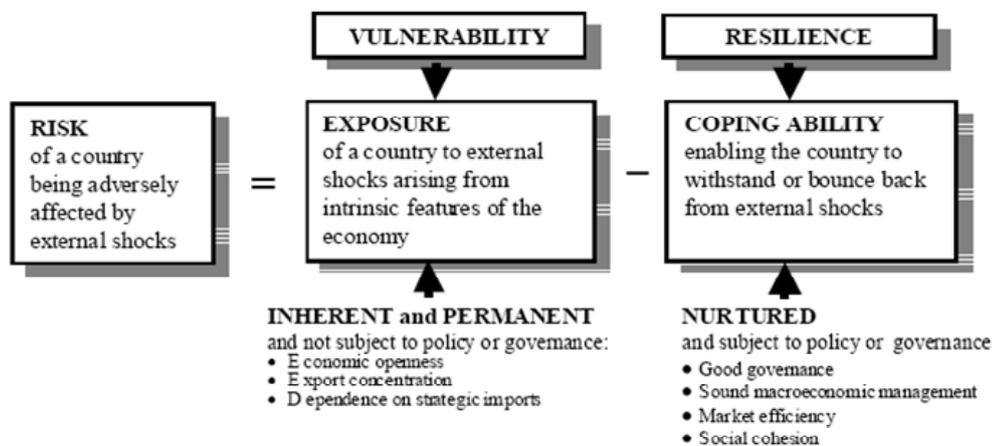 VULNERABILITY
RESILIENCE
RISK
of a country
being adversely
affected by
external shocks
=
EXPOSURE
of a country to external
shocks arising from
intrinsic features of the
economy
–
COPING ABILITY
enabling the country to
withstand or bounce back
from external shocks
INHERENT and PERMANENT
and not subject to policy or governance:
• E conomic openness
• E xport concentration
• D ependence on strategic imports
NURTURED
and subject to policy or governance
• Good governance
• Sound macroeconomic management
• Market efficiency
• Social cohesion